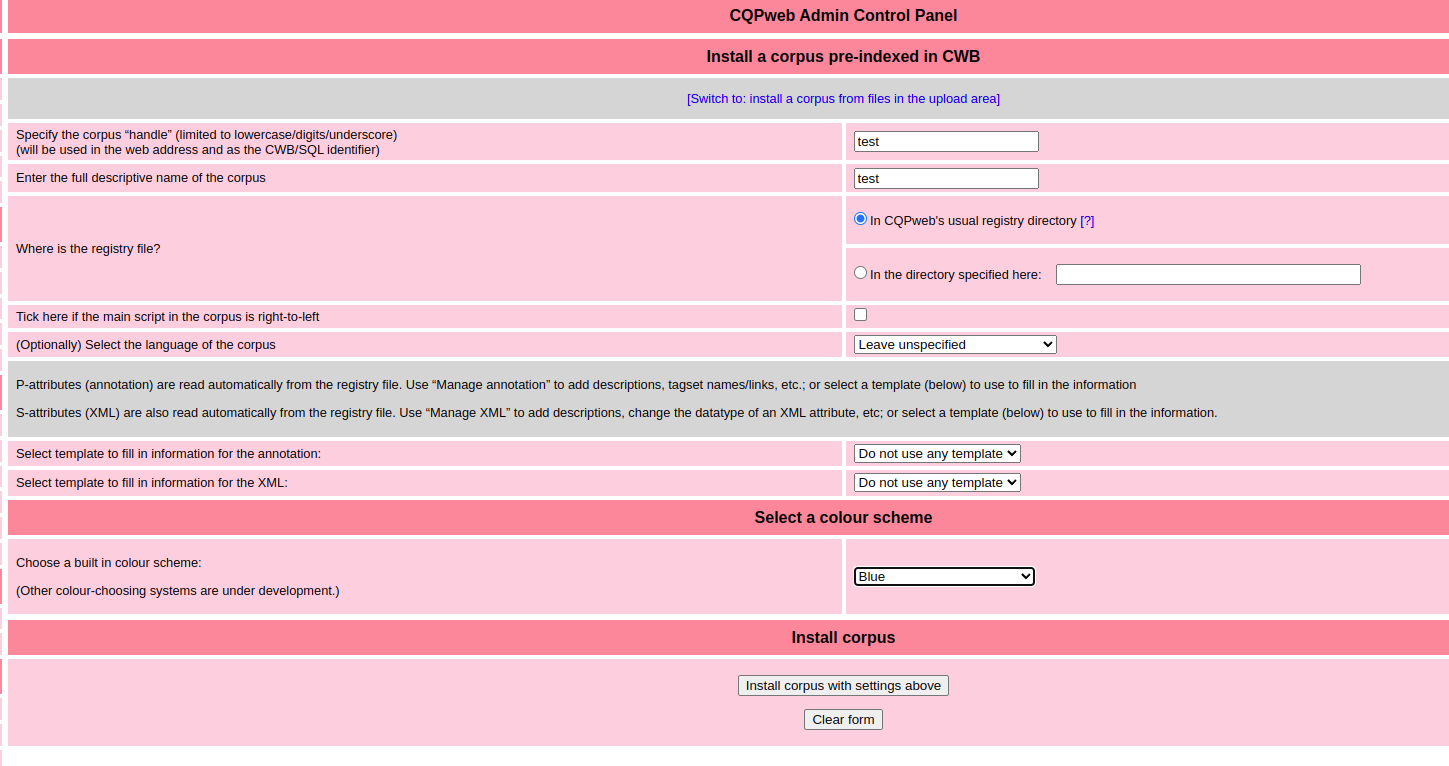 CQPweb Admin Control Panel
Install a corpus pre-indexed in CWB
[Switch to: install a corpus from files in the upload area]
Specify the corpus “handle” (limited to lowercase/digits/underscore)
(will be used in the web address and as the CWB/SQL identifier)
test
Enter the full descriptive name of the corpus
test
Where is the registry file?
In CQPweb's usual registry directory [?]
In the directory specified here:
Tick here if the main script in the corpus is right-to-left
(Optionally) Select the language of the corpus
Leave unspecified
P-attributes (annotation) are read automatically from the registry file. Use “Manage annotation” to add descriptions, tagset names/links, etc.; or select a template (below) to use to fill in the information
S-attributes (XML) are also read automatically from the registry file. Use “Manage XML” to add descriptions, change the datatype of an XML attribute, etc; or select a template (below) to use to fill in the information.
Select template to fill in information for the annotation:
Do not use any template
Select template to fill in information for the XML:
Do not use any template
Select a colour scheme
Choose a built in colour scheme:
(Other colour-choosing systems are under development.)
Blue
Install corpus
Install corpus with settings above
Clear form